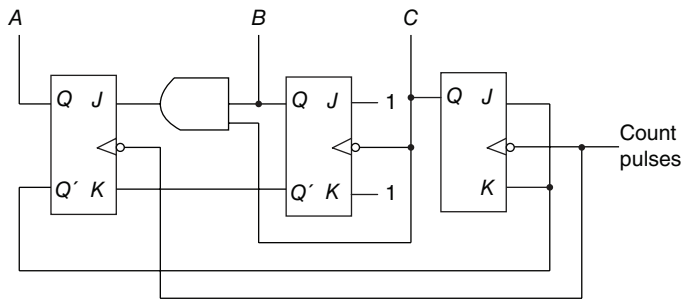 A B C
Q J Q J 1 Q J
Count
pulses
Q´ K Q´ K 1 K